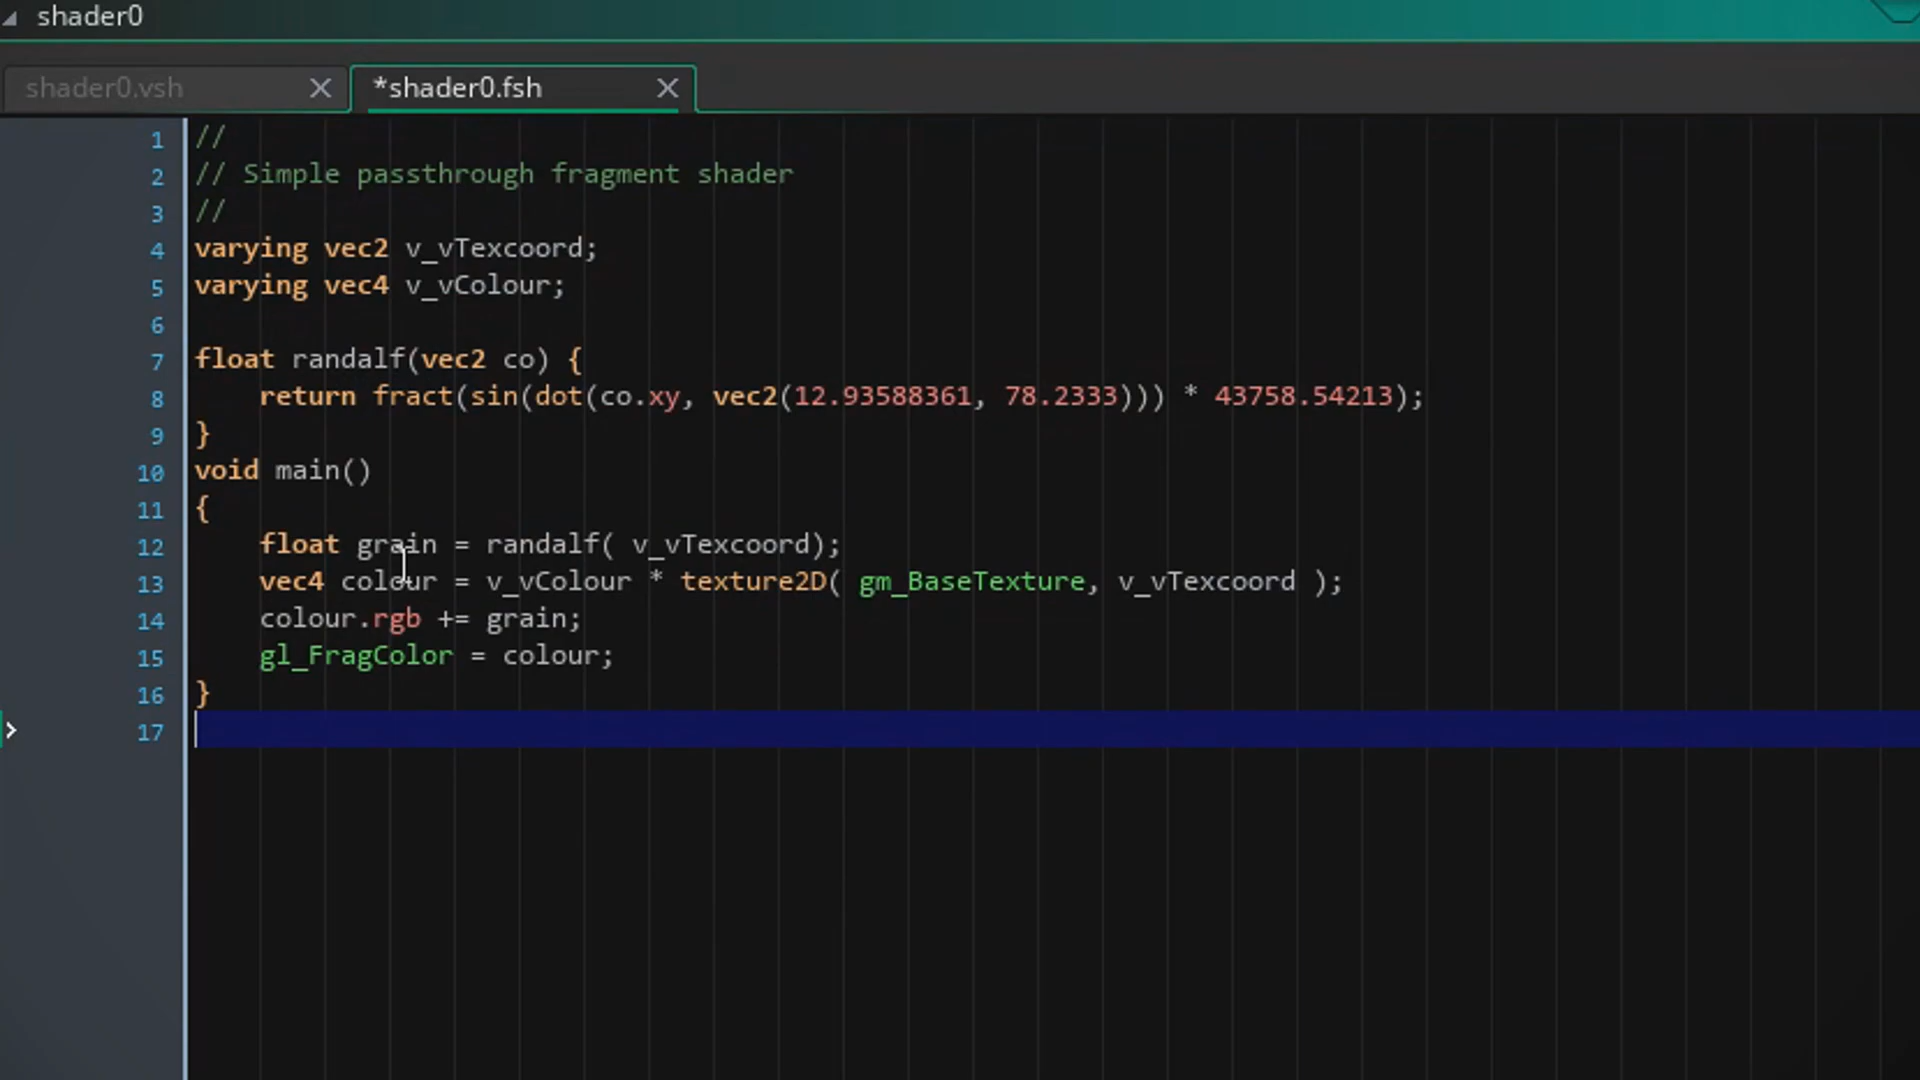 shader0
shader0.vsh
*shader0.fsh
1 //
2 // Simple passthrough fragment shader
3 //
4 varying vec2 v_vTexcoord;
5 varying vec4 v_vColour;
6
7 float randalf(vec2 co) {
8     return fract(sin(dot(co.xy, vec2(12.93588361, 78.2333))) * 43758.54213);
9 }
10 void main()
11 {
12     float grain = randalf( v_vTexcoord);
13     vec4 colour = v_vColour * texture2D( gm_BaseTexture, v_vTexcoord );
14     colour.rgb += grain;
15     gl_FragColor = colour;
16 }
17